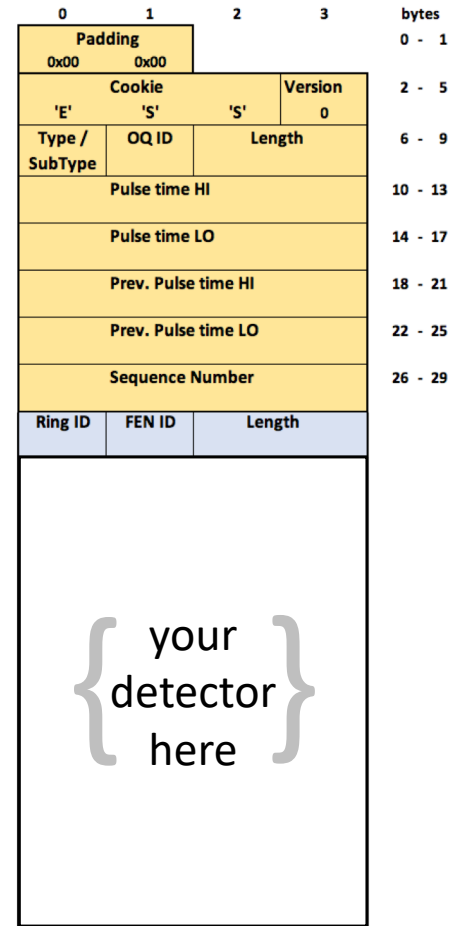 0 1 2 3 bytes
Padding 0 - 1
0x00 0x00
Cookie Version 2 - 5
'E' 'S' 'S' 0
Type / OQ ID Length 6 - 9
SubType
Pulse time HI 10 - 13
Pulse time LO 14 - 17
Prev. Pulse time HI 18 - 21
Prev. Pulse time LO 22 - 25
Sequence Number 26 - 29
Ring ID FEN ID Length
{ your }
detector
here